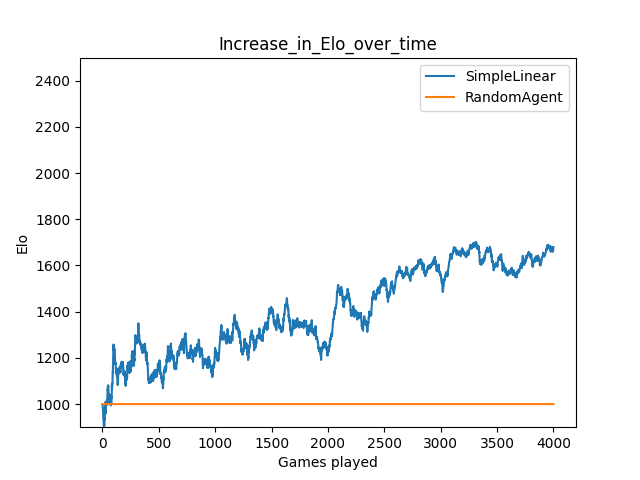 Increase_in_Elo_over_time
SimpleLinear
RandomAgent
2400
2200
2000
1800
1600
1400
1200
1000
Elo
0 500 1000 1500 2000 2500 3000 3500 4000
Games played